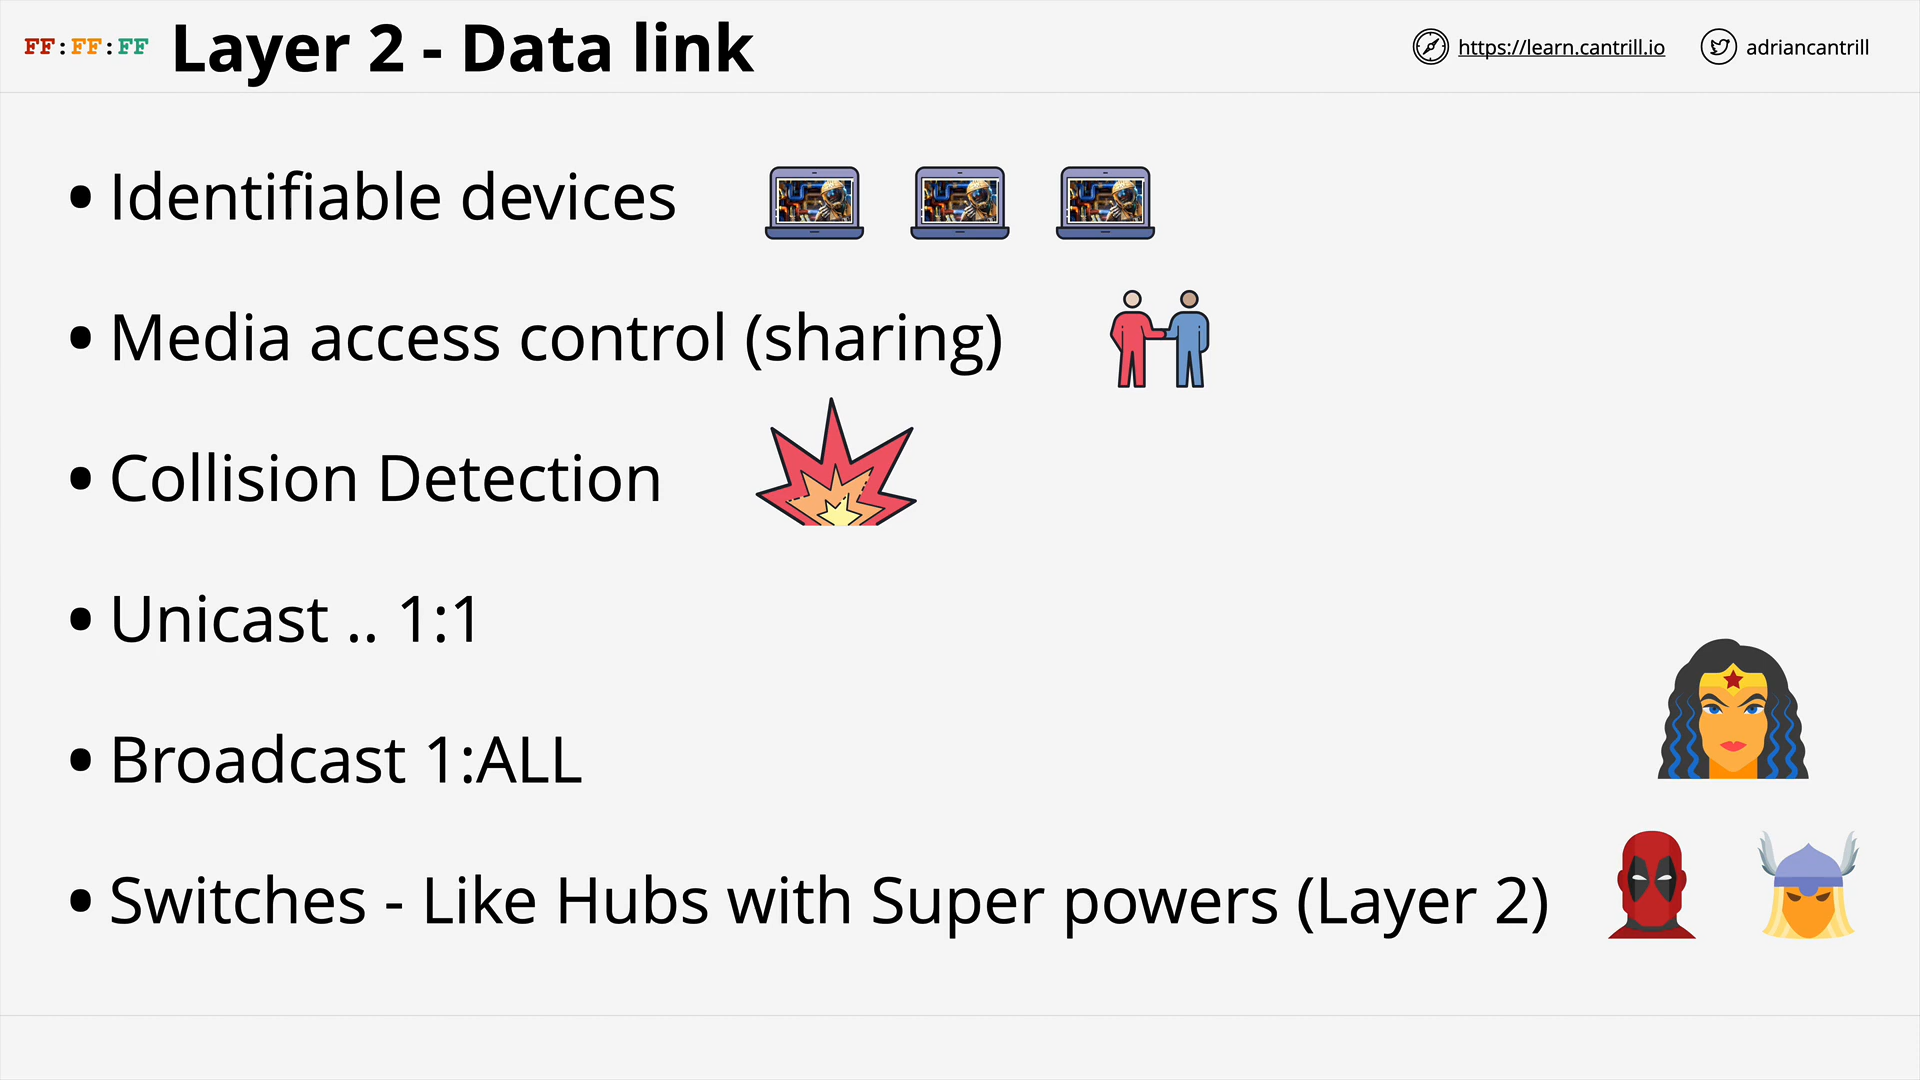 FF:FF:FF Layer 2 - Data link
https://learn.cantrill.io adriancantrill
• Identifiable devices
• Media access control (sharing)
• Collision Detection
• Unicast .. 1:1
• Broadcast 1:ALL
• Switches - Like Hubs with Super powers (Layer 2)